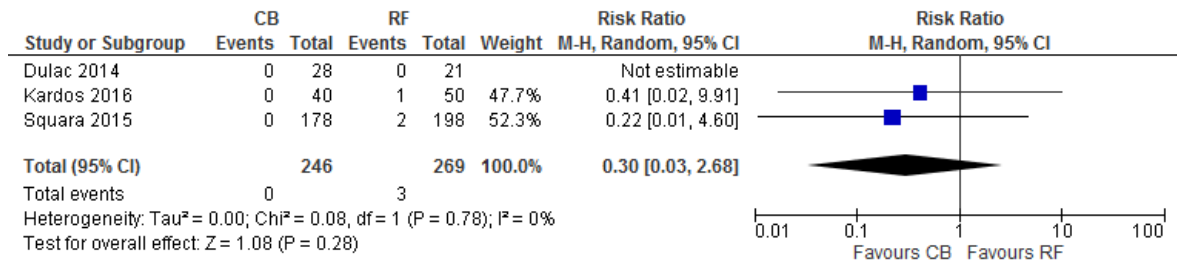 CB RF Risk Ratio Risk Ratio
Study or Subgroup Events Total Events Total Weight M-H, Random, 95% CI M-H, Random, 95% CI
Dulac 2014 0 28 0 21 Not estimable
Kardos 2016 0 40 1 50 47.7% 0.41 [0.02, 9.91]
Squara 2015 0 178 2 198 52.3% 0.22 [0.01, 4.60]
Total (95% CI) 246 269 100.0% 0.30 [0.03, 2.68]
Total events 0 3
Heterogeneity: Tau² = 0.00; Chi² = 0.08, df = 1 (P = 0.78); I² = 0%
Test for overall effect: Z = 1.08 (P = 0.28)
0.01 0.1 1 10 100
Favours CB Favours RF